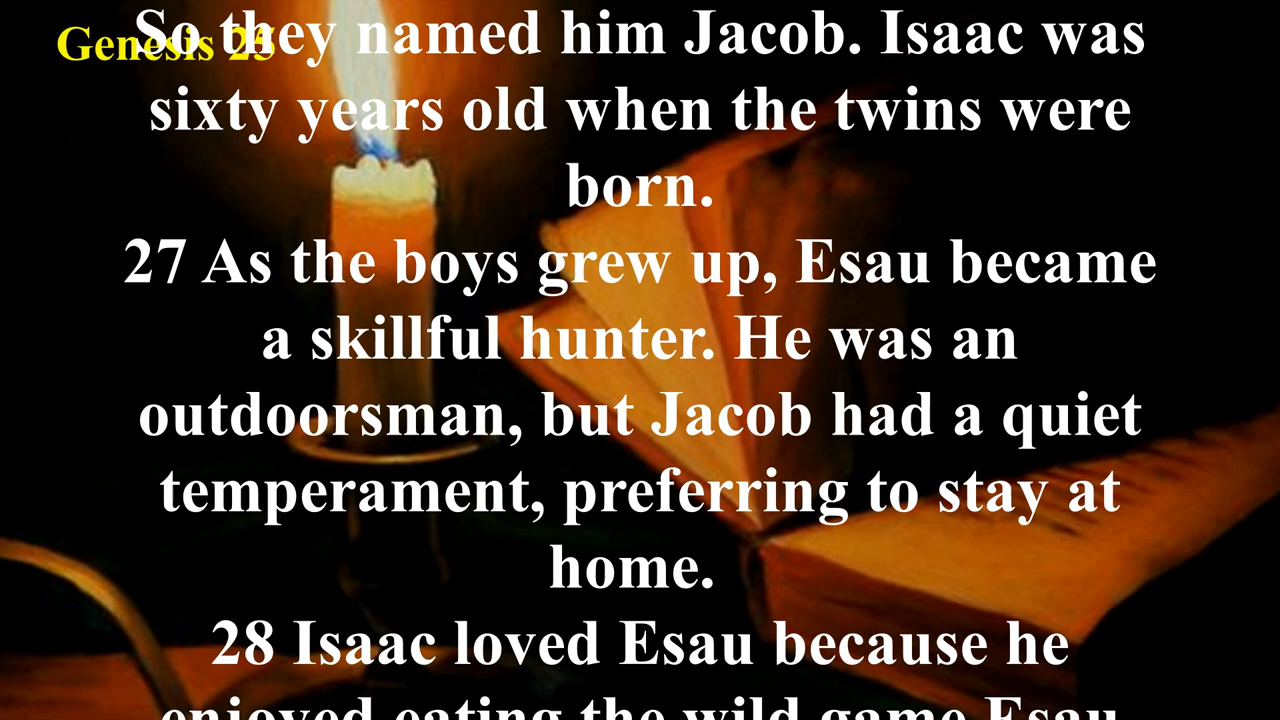 Genesis 25
So they named him Jacob. Isaac was
sixty years old when the twins were
born.
27 As the boys grew up, Esau became
a skillful hunter. He was an
outdoorsman, but Jacob had a quiet
temperament, preferring to stay at
home.
28 Isaac loved Esau because he
enjoyed eating the wild game Esau